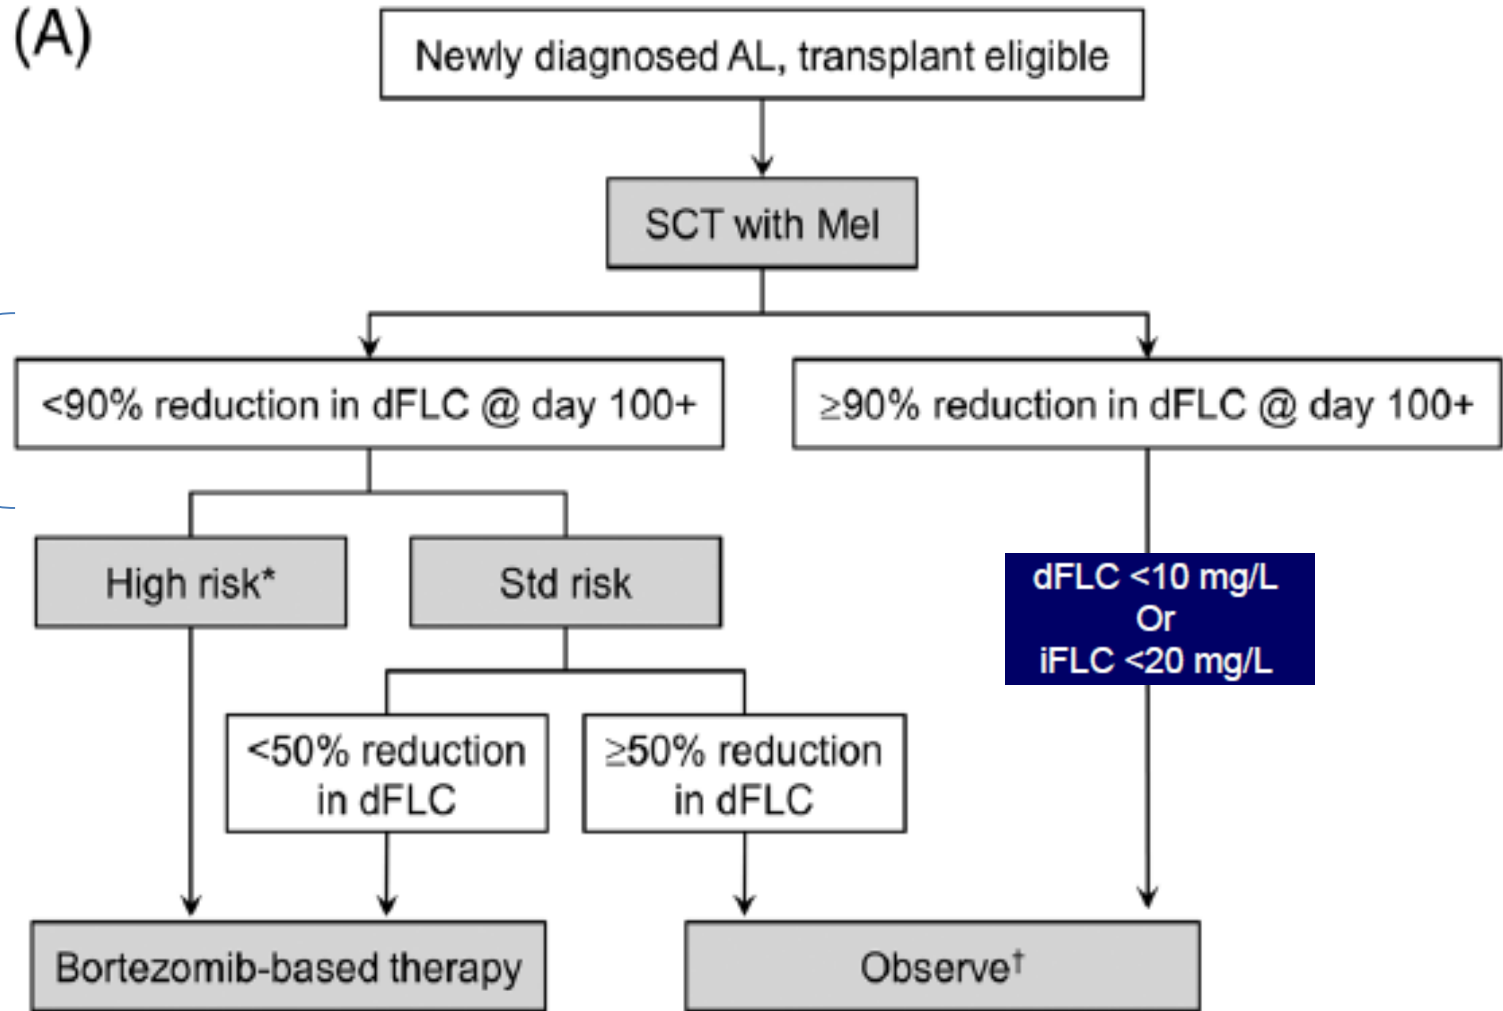 (A)
Newly diagnosed AL, transplant eligible
SCT with Mel
<90% reduction in dFLC @ day 100+
≥90% reduction in dFLC @ day 100+
High risk*
Std risk
dFLC <10 mg/L
Or
iFLC <20 mg/L
<50% reduction
in dFLC
≥50% reduction
in dFLC
Bortezomib-based therapy
Observe†